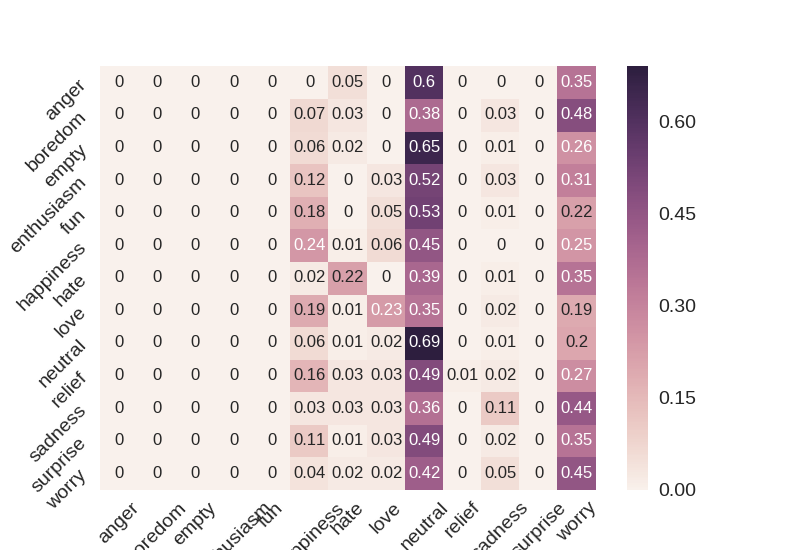 anger 0 0 0 0 0 0 0.05 0 0.6 0 0 0 0.35
boredom 0 0 0 0 0 0.07 0.03 0 0.38 0 0.03 0 0.48
empty 0 0 0 0 0 0.06 0.02 0 0.65 0 0.01 0 0.26
enthusiasm 0 0 0 0 0 0.12 0 0.03 0.52 0 0.03 0 0.31
fun 0 0 0 0 0 0.18 0 0.05 0.53 0 0.01 0 0.22
happiness 0 0 0 0 0 0.24 0.01 0.06 0.45 0 0 0 0.25
hate 0 0 0 0 0 0.02 0.22 0 0.39 0 0.01 0 0.35
love 0 0 0 0 0 0.19 0.01 0.23 0.35 0 0.02 0 0.19
neutral 0 0 0 0 0 0.06 0.01 0.02 0.69 0 0.01 0 0.2
relief 0 0 0 0 0 0.16 0.03 0.03 0.49 0.01 0.02 0 0.27
sadness 0 0 0 0 0 0.03 0.03 0.03 0.36 0 0.11 0 0.44
surprise 0 0 0 0 0 0.11 0.01 0.03 0.49 0 0.02 0 0.35
worry 0 0 0 0 0 0.04 0.02 0.02 0.42 0 0.05 0 0.45
anger oredom empty usiasm fun ppiness hate love neutral relief sadness surprise worry
0.60
0.45
0.30
0.15
0.00